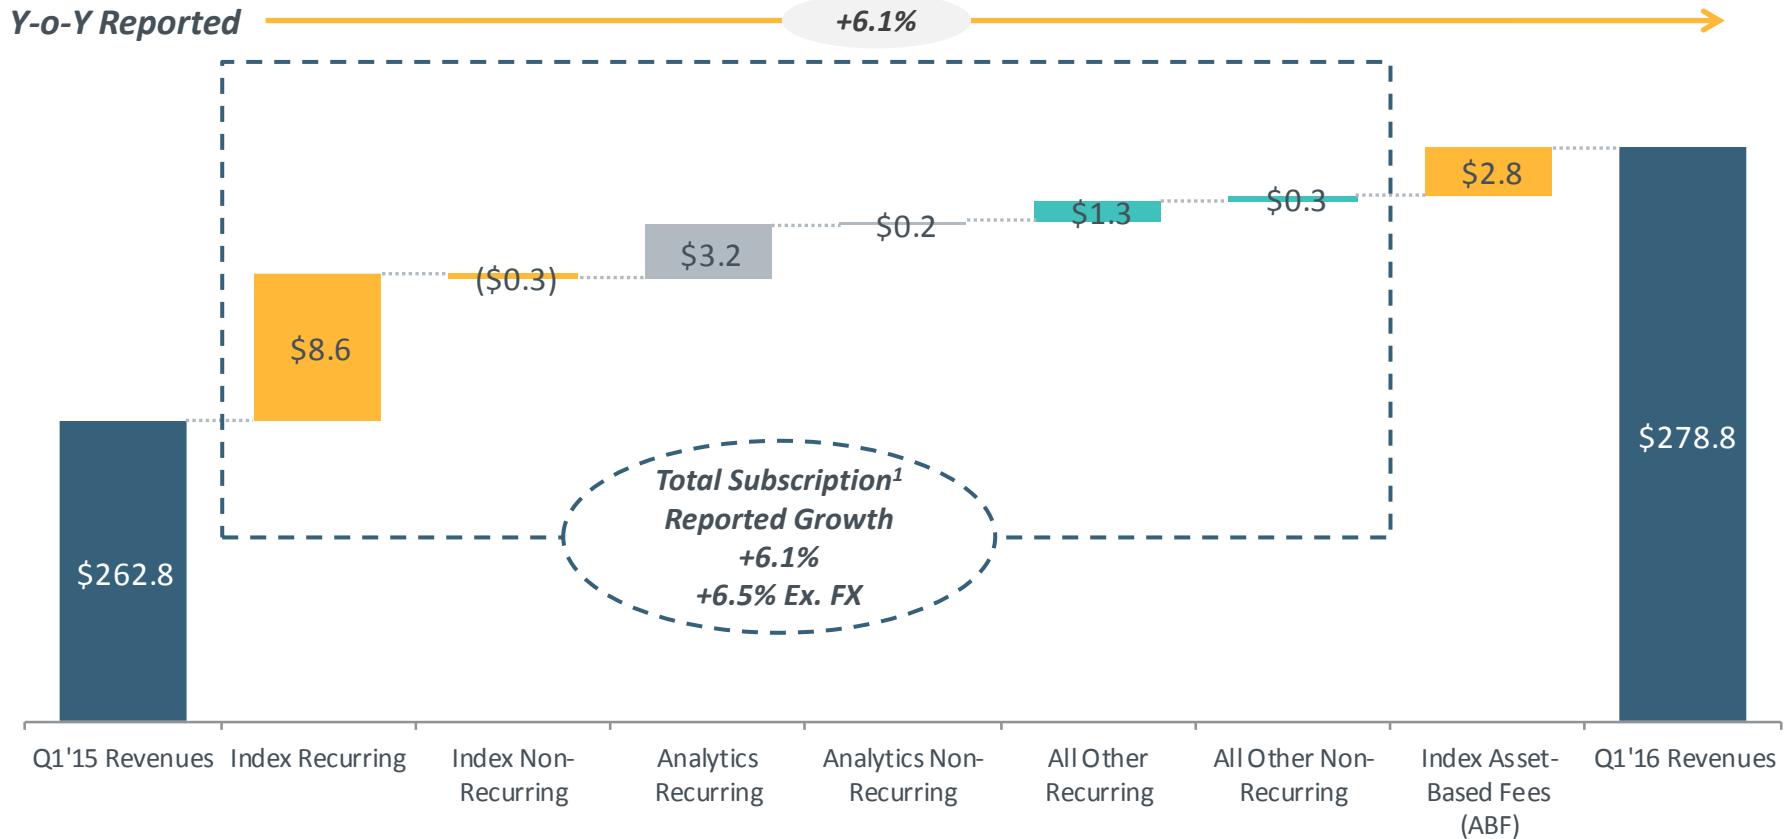 Y-o-Y Reported
+6.1%
$262.8
$8.6
($0.3)
$3.2
$0.2
$1.3
$0.3
$2.8
$278.8
Total Subscription¹
Reported Growth
+6.1%
+6.5% Ex. FX
Q1'15 Revenues
Index Recurring
Index Non-
Recurring
Analytics
Recurring
Analytics Non-
Recurring
All Other
Recurring
All Other Non-
Recurring
Index Asset-
Based Fees
(ABF)
Q1'16 Revenues